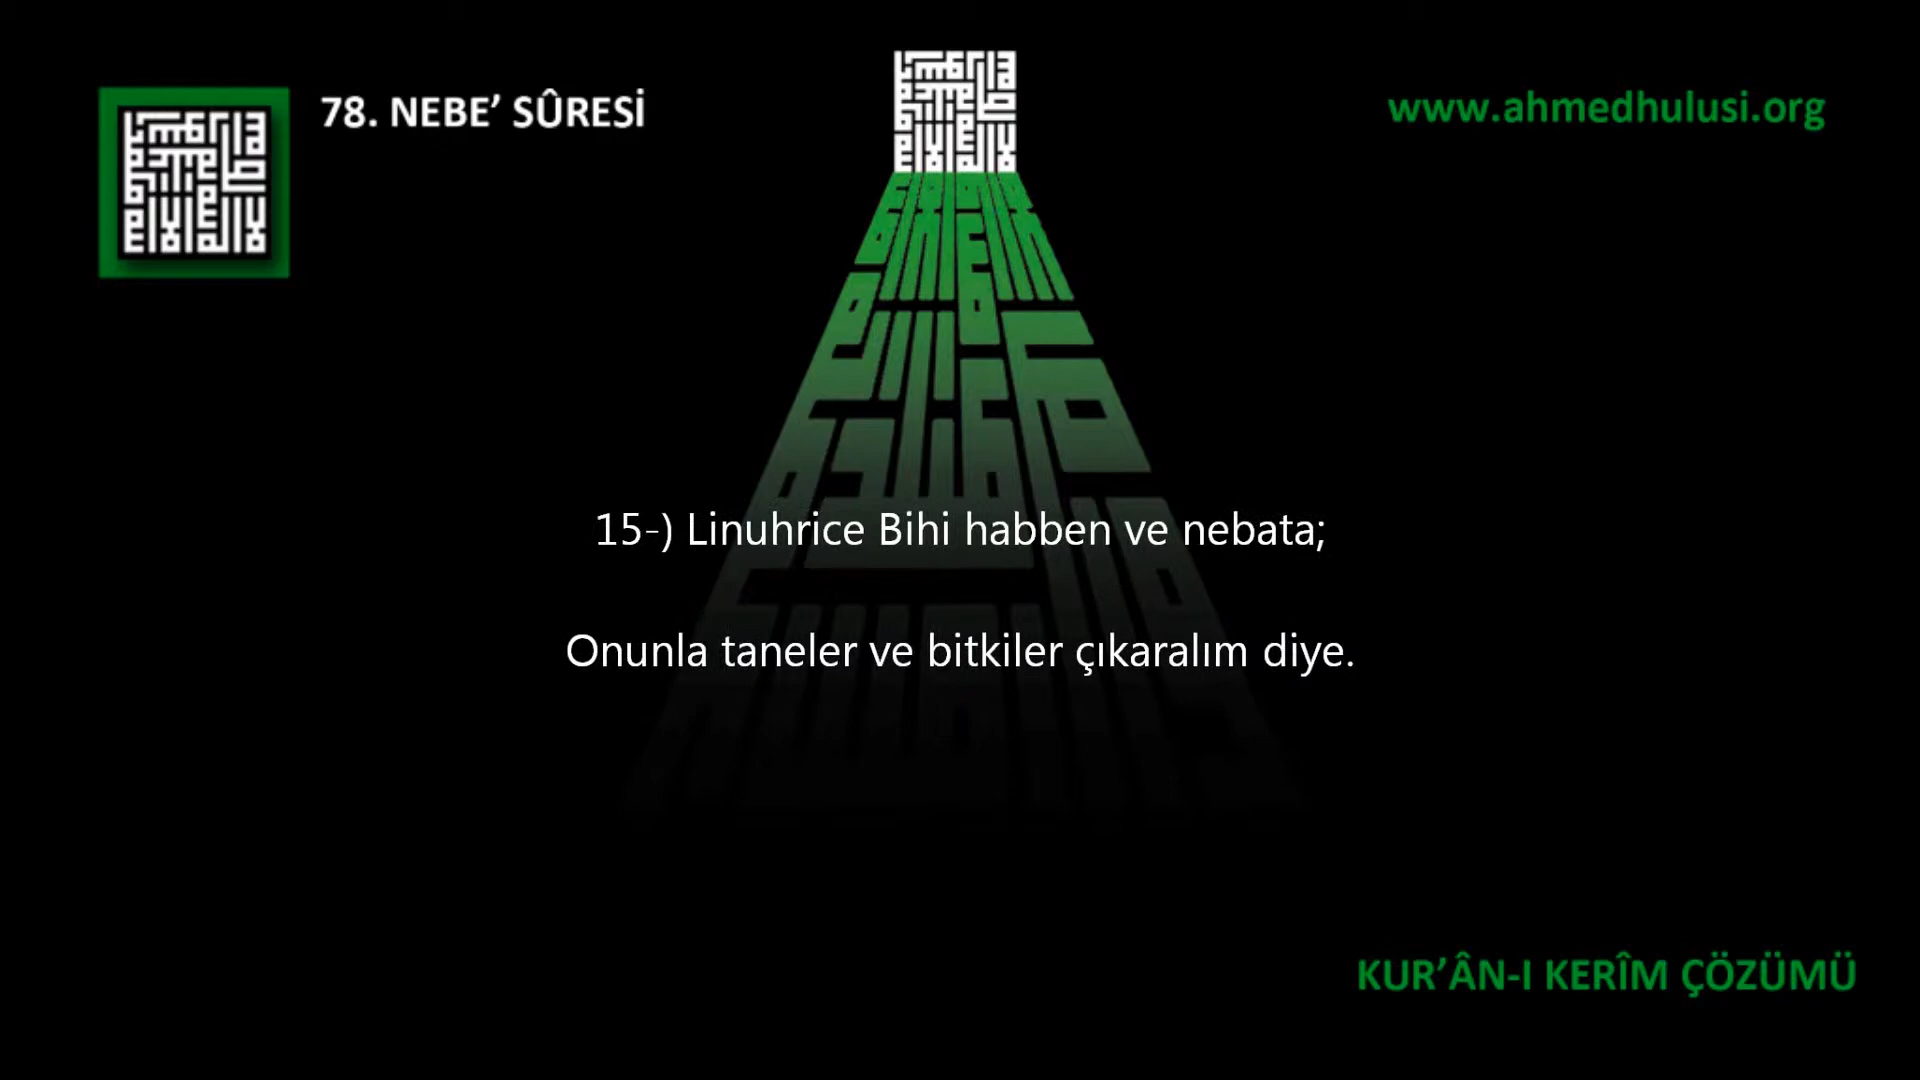 78. NEBE’ SÛRESİ
www.ahmedhulusi.org
15-) Linuhrice Bihi habben ve nebata;
Onunla taneler ve bitkiler çıkaralım diye.
KUR’ÂN-I KERÎM ÇÖZÜMÜ